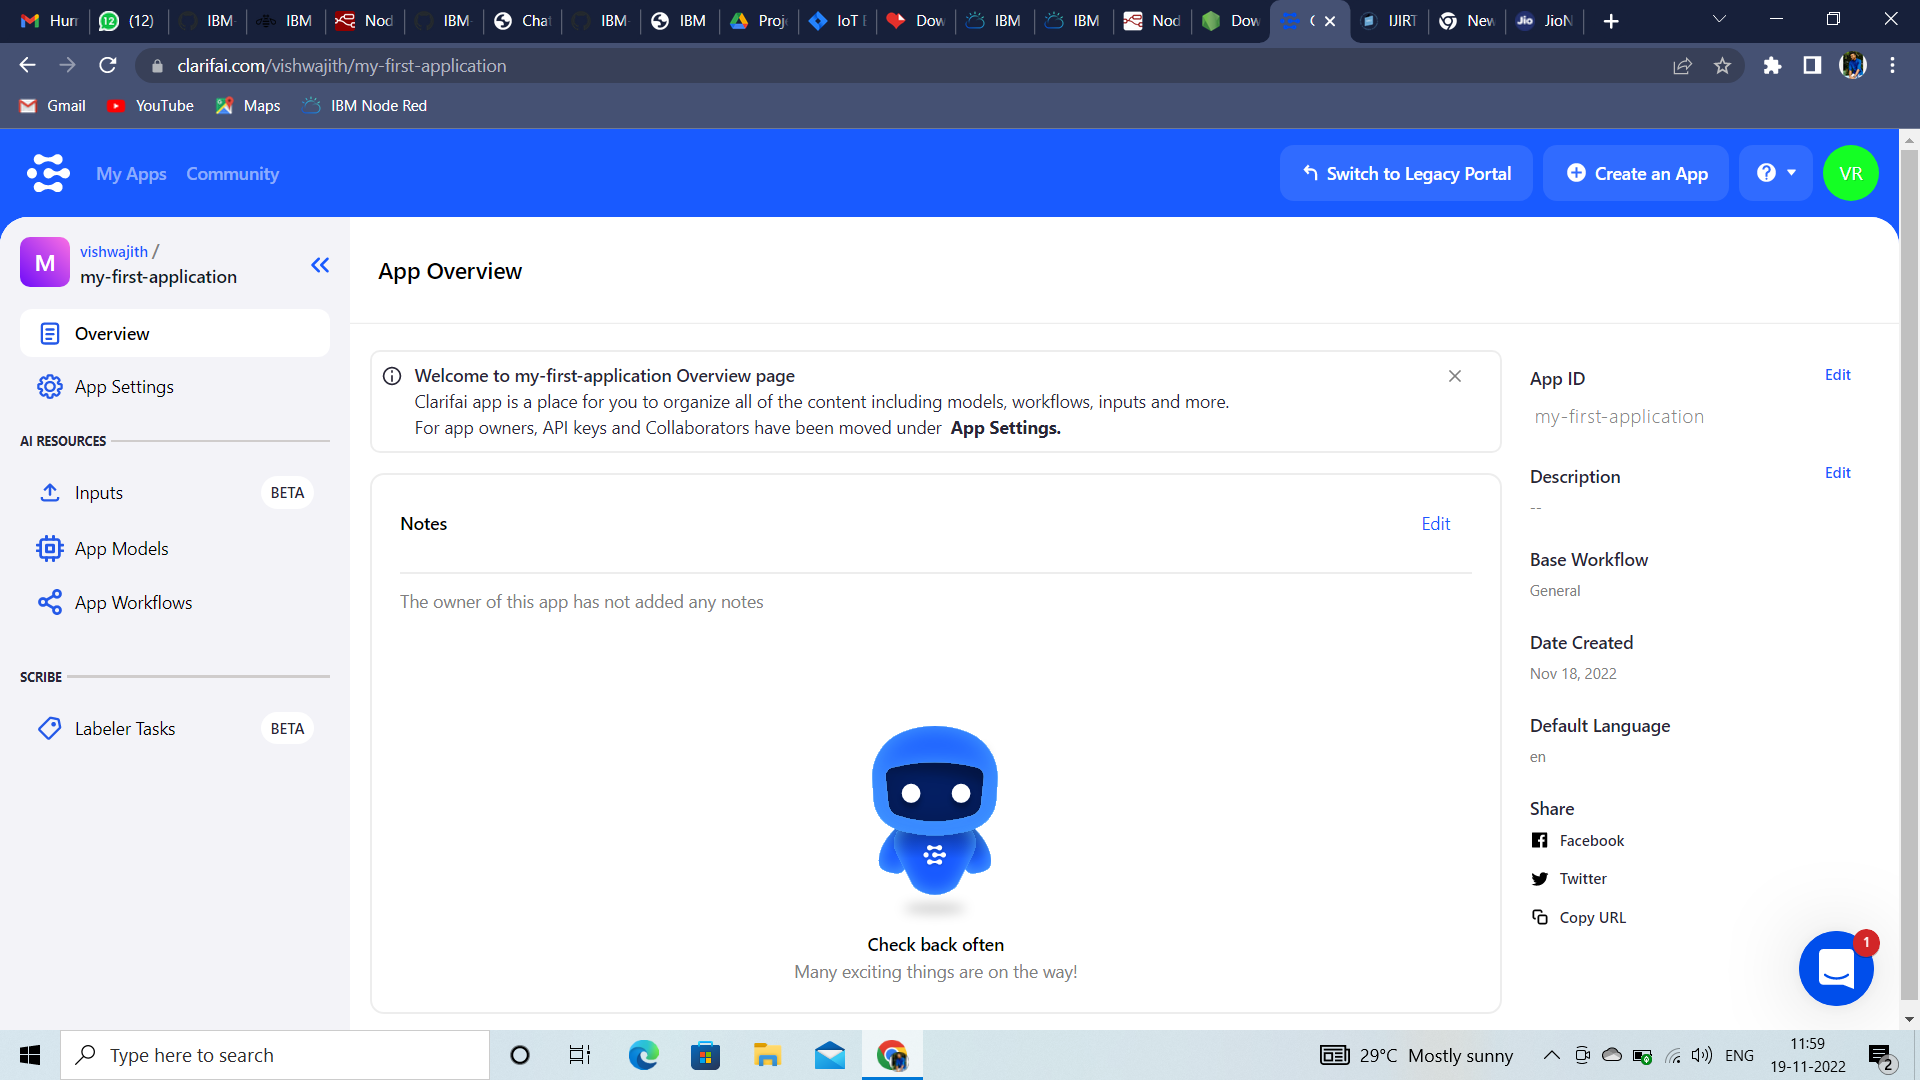 Hum
(12)
IBM-
IBM
Nod
IBM-
Chat
IBM-
IBM
Proje
IoT B
Dow
IBM
IBM
Nod
Dow
IJIRT
New
JioN
clarifai.com/vishwajith/my-first-application
Gmail
YouTube
Maps
IBM Node Red
My Apps
Community
Switch to Legacy Portal
Create an App
VR
M
vishwajith /
my-first-application
App Overview
Overview
App Settings
AI RESOURCES
Inputs
BETA
App Models
App Workflows
SCRIBE
Labeler Tasks
BETA
Welcome to my-first-application Overview page
Clarifai app is a place for you to organize all of the content including models, workflows, inputs and more.
For app owners, API keys and Collaborators have been moved under App Settings.
Notes
Edit
The owner of this app has not added any notes
Check back often
Many exciting things are on the way!
App ID
Edit
my-first-application
Description
Edit
--
Base Workflow
General
Date Created
Nov 18, 2022
Default Language
en
Share
Facebook
Twitter
Copy URL
1
Type here to search
29°C Mostly sunny
ENG
11:59
19-11-2022
2